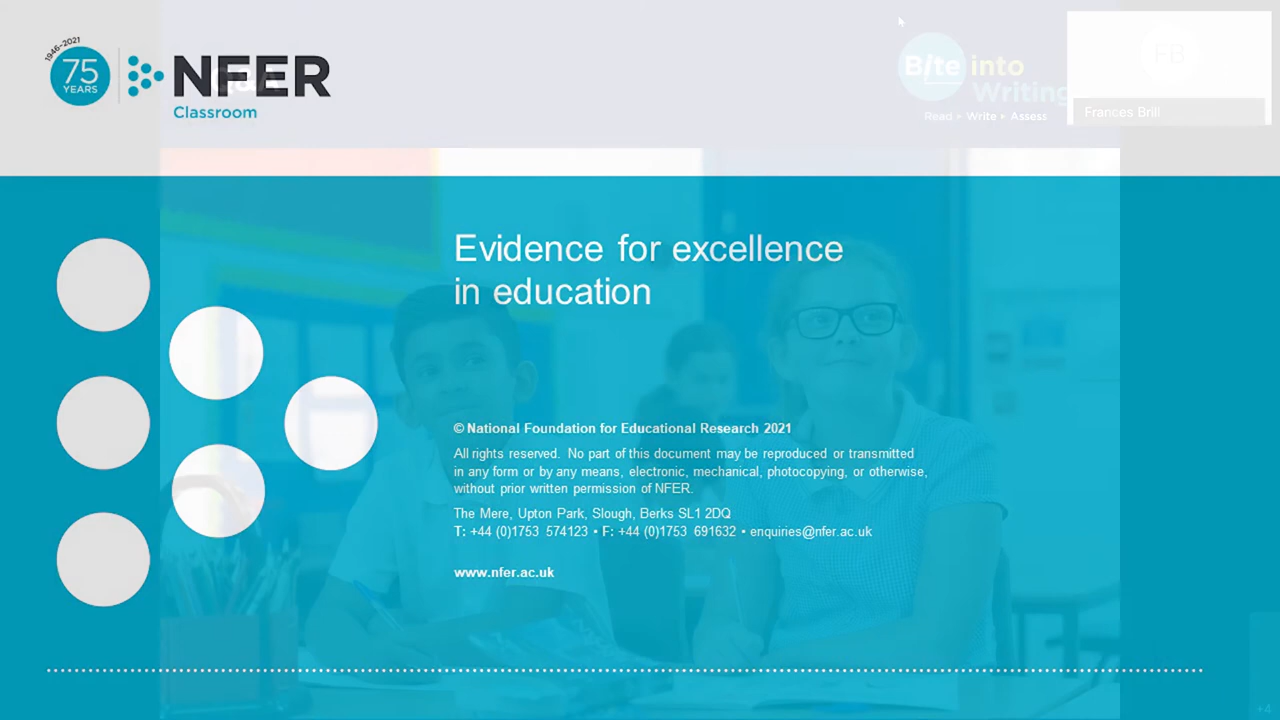 1946-2021
75
YEARS
NFER
Classroom
Bite into
Writing
Read • Write • Assess
FB
Frances Brill
Evidence for excellence
in education
© National Foundation for Educational Research 2021
All rights reserved. No part of this document may be reproduced or transmitted
in any form or by any means, electronic, mechanical, photocopying, or otherwise,
without prior written permission of NFER.
The Mere, Upton Park, Slough, Berks SL1 2DQ
T: +44 (0)1753 574123 • F: +44 (0)1753 691632 • enquiries@nfer.ac.uk
www.nfer.ac.uk
+4